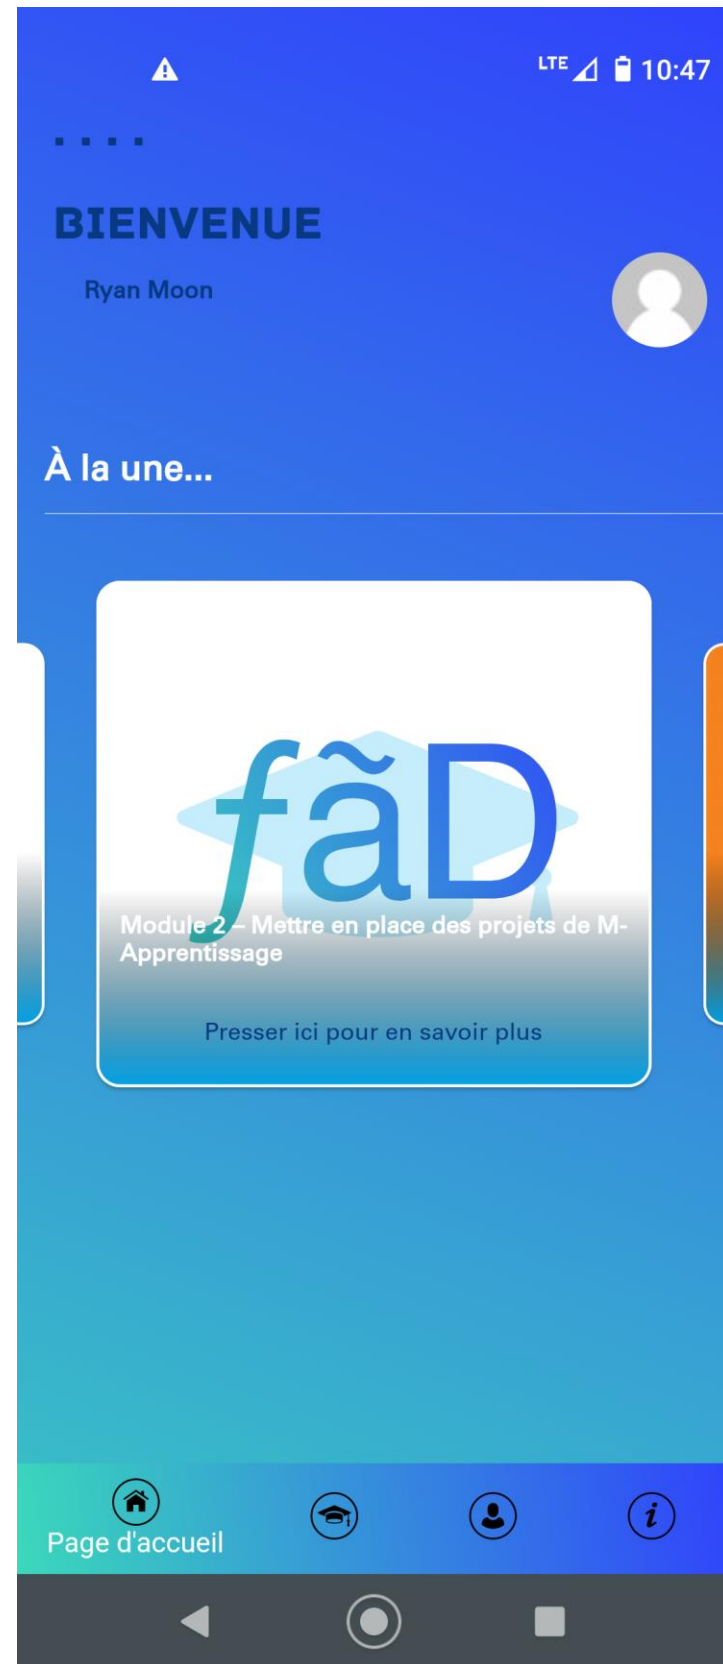 LTE 10:47
BIENVENUE
Ryan Moon
À la une...
fãD
Module 2 – Mettre en place des projets de M-
Apprentissage
Presser ici pour en savoir plus
i
Page d'accueil